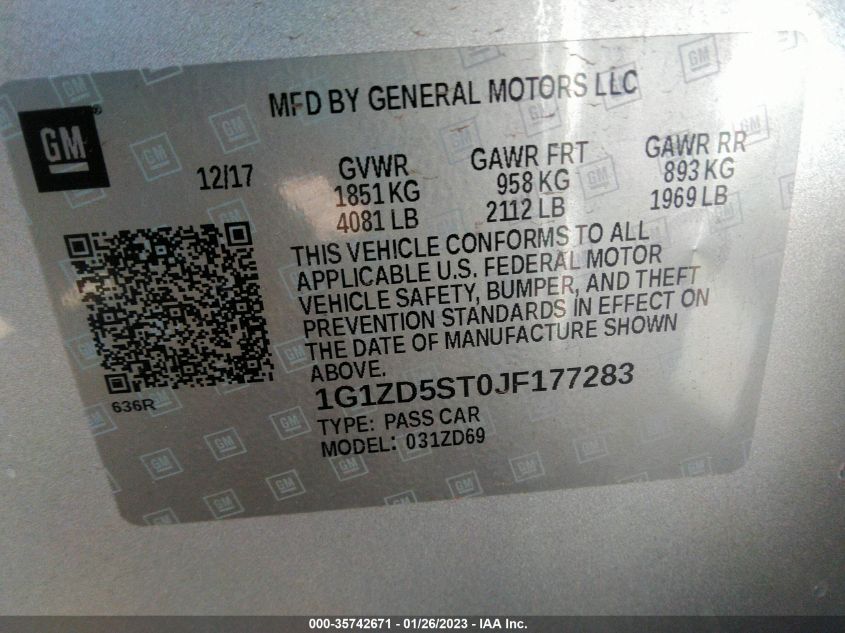 MFD BY GENERAL MOTORS LLC
GM
12/17
GVWR GAWR FRT GAWR RR
1851 KG 958 KG 893 KG
4081 LB 2112 LB 1969 LB
THIS VEHICLE CONFORMS TO ALL
APPLICABLE U.S. FEDERAL MOTOR
VEHICLE SAFETY, BUMPER, AND THEFT
PREVENTION STANDARDS IN EFFECT ON
THE DATE OF MANUFACTURE SHOWN
ABOVE.
1G1ZD5ST0JF177283
636R
TYPE: PASS CAR
MODEL: 031ZD69
000-35742671 - 01/26/2023 - IAA Inc.